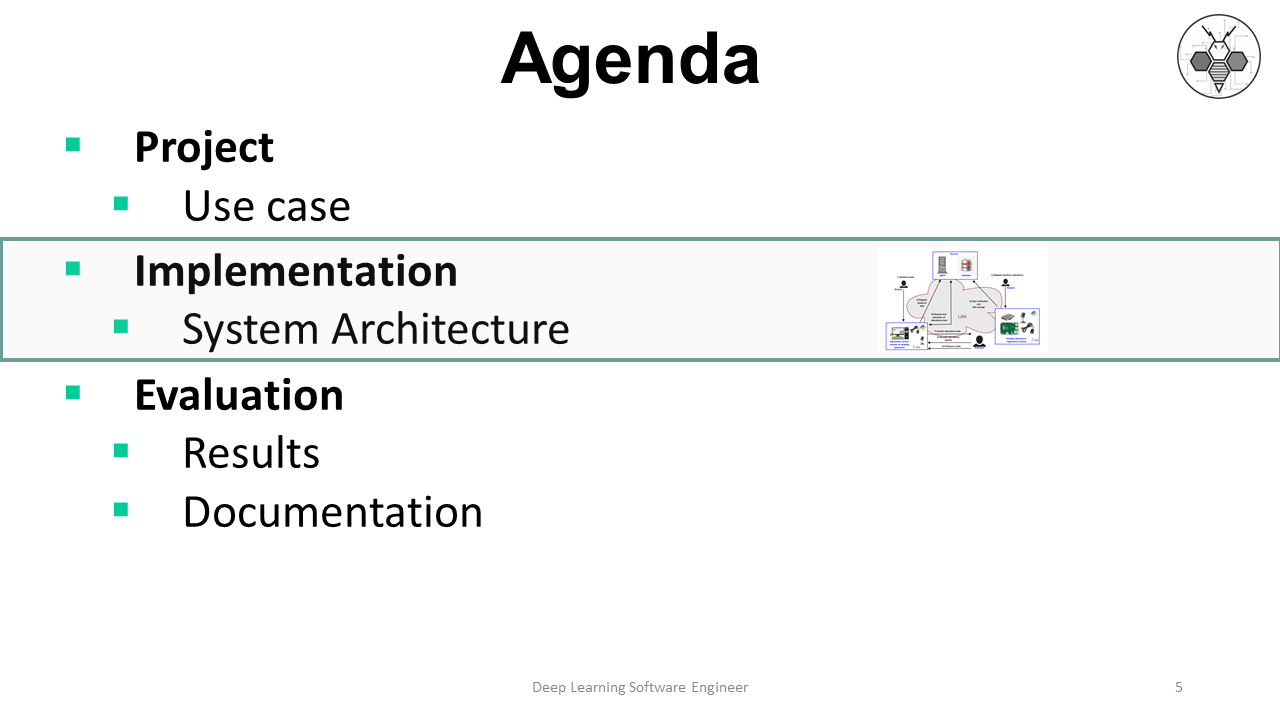 Agenda
Project
Use case
Implementation
System Architecture
LAN
Evaluation
Results
Documentation
Deep Learning Software Engineer
5